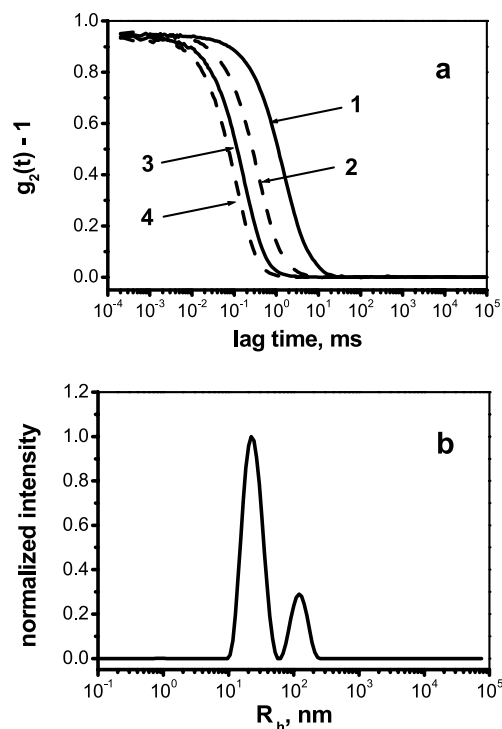 1.0
a
0.8
1
0.6
g₂(t) - 1
3
2
0.4
4
0.2
0.0
10⁻⁴ 10⁻³ 10⁻² 10⁻¹ 10⁰ 10¹ 10² 10³ 10⁴ 10⁵
lag time, ms
1.2
b
1.0
0.8
normalized intensity
0.6
0.4
0.2
0.0
10⁻¹ 10⁰ 10¹ 10² 10³ 10⁴ 10⁵
R_h, nm